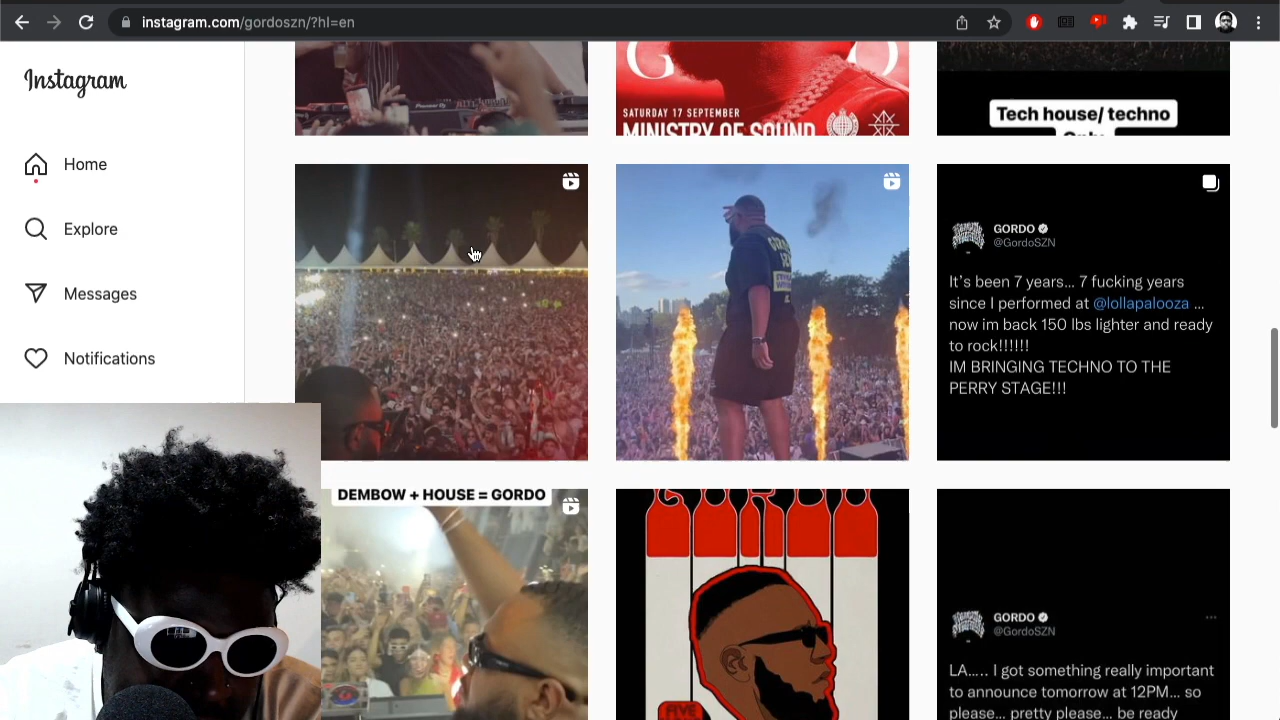 instagram.com/gordoszn/?hl=en
Instagram
Home
Explore
Messages
Notifications
G O
SATURDAY 17 SEPTEMBER
MINISTRY OF SOUND
Tech house/ techno
Only
GORDO
@GordoSZN
It's been 7 years... 7 fucking years
since I performed at @lollapalooza ...
now im back 150 lbs lighter and ready
to rock!!!!!!
IM BRINGING TECHNO TO THE
PERRY STAGE!!!
DEMBOW + HOUSE = GORDO
GORDO
FIVE
GORDO
@GordoSZN
LA..... I got something really important
to announce tomorrow at 12PM... so
please... pretty please... be ready